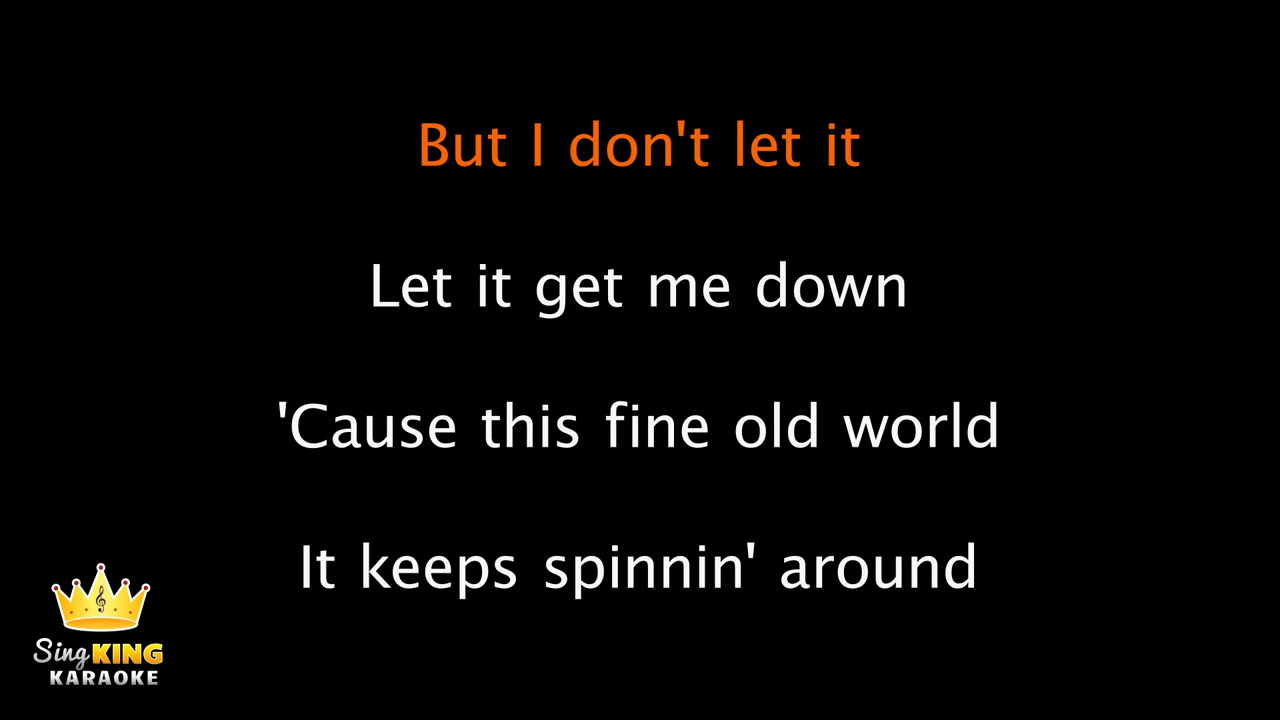 But I don't let it
Let it get me down
'Cause this fine old world
It keeps spinnin' around
Sing KING
KARAOKE